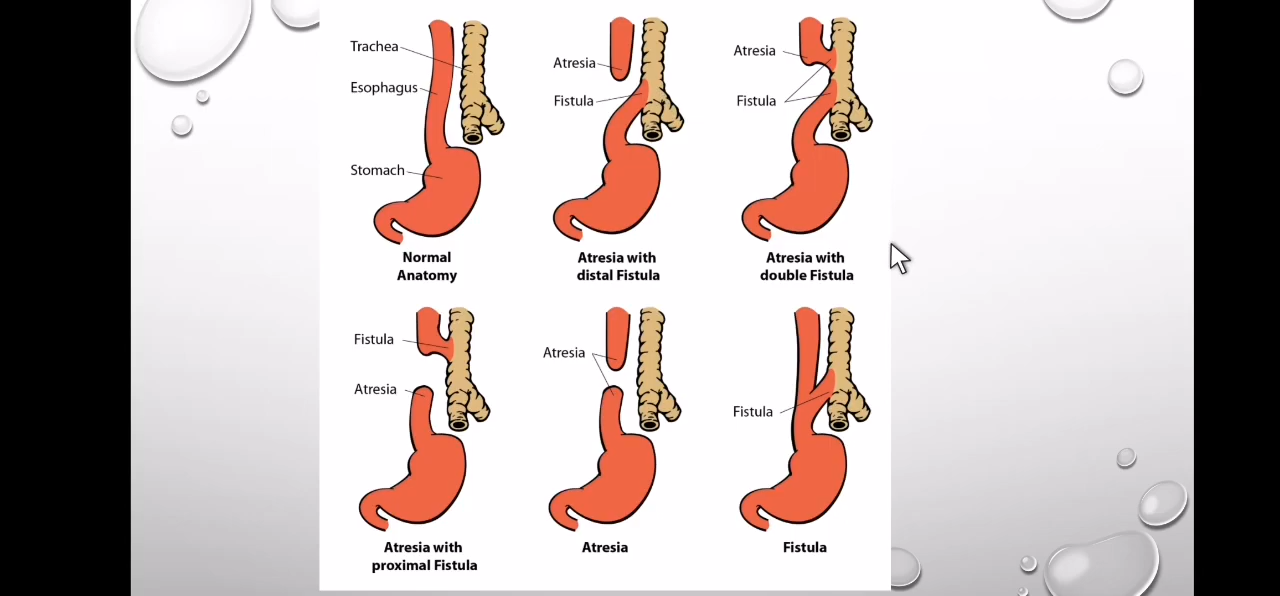 Trachea
Esophagus
Stomach
Normal
Anatomy
Atresia
Fistula
Atresia with
distal Fistula
Atresia
Fistula
Atresia with
double Fistula
Fistula
Atresia
Atresia with
proximal Fistula
Atresia
Atresia
Fistula
Fistula